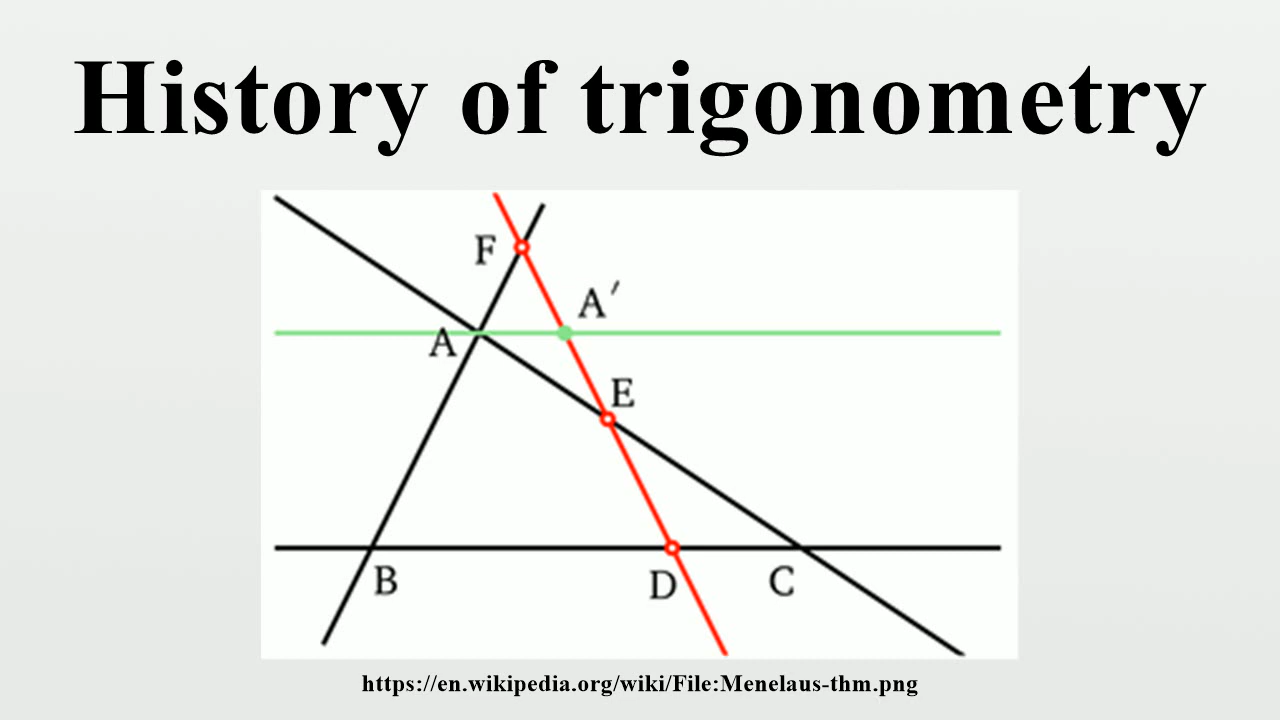 History of trigonometry
F
A′
A
E
B
D
C
https://en.wikipedia.org/wiki/File:Menelaus-thm.png